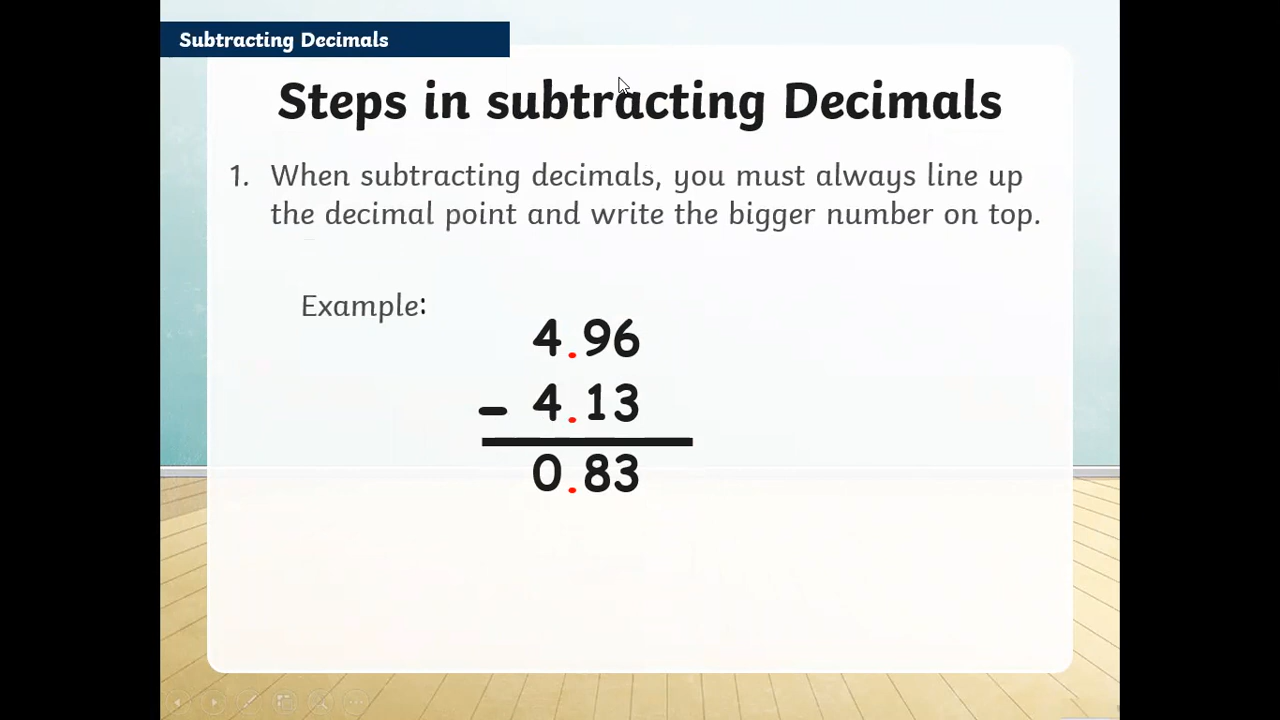 Subtracting Decimals
Steps in subtracting Decimals
1. When subtracting decimals, you must always line up
the decimal point and write the bigger number on top.
Example:
4.96
- 4.13
0.83